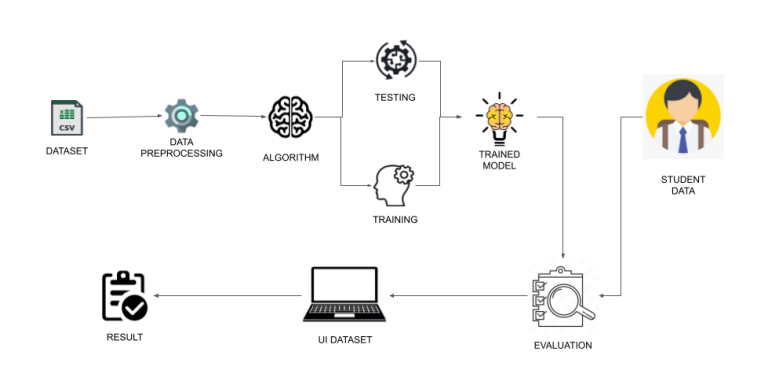 TESTING
CSV
DATASET
DATA
PREPROCESSING
ALGORITHM
TRAINED
MODEL
STUDENT
DATA
TRAINING
RESULT
UI DATASET
EVALUATION